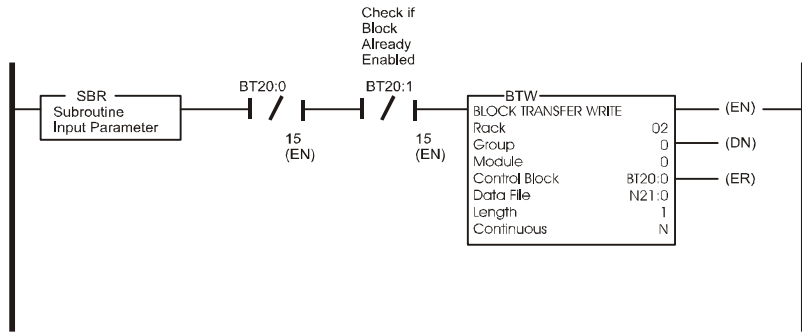 Check if
Block
Already
Enabled
SBR
Subroutine
Input Parameter
BT20:0
15
(EN)
BT20:1
15
(EN)
BTW
BLOCK TRANSFER WRITE
Rack 02
Group 0
Module 0
Control Block BT20:0
Data File N21:0
Length 1
Continuous N
(EN)
(DN)
(ER)